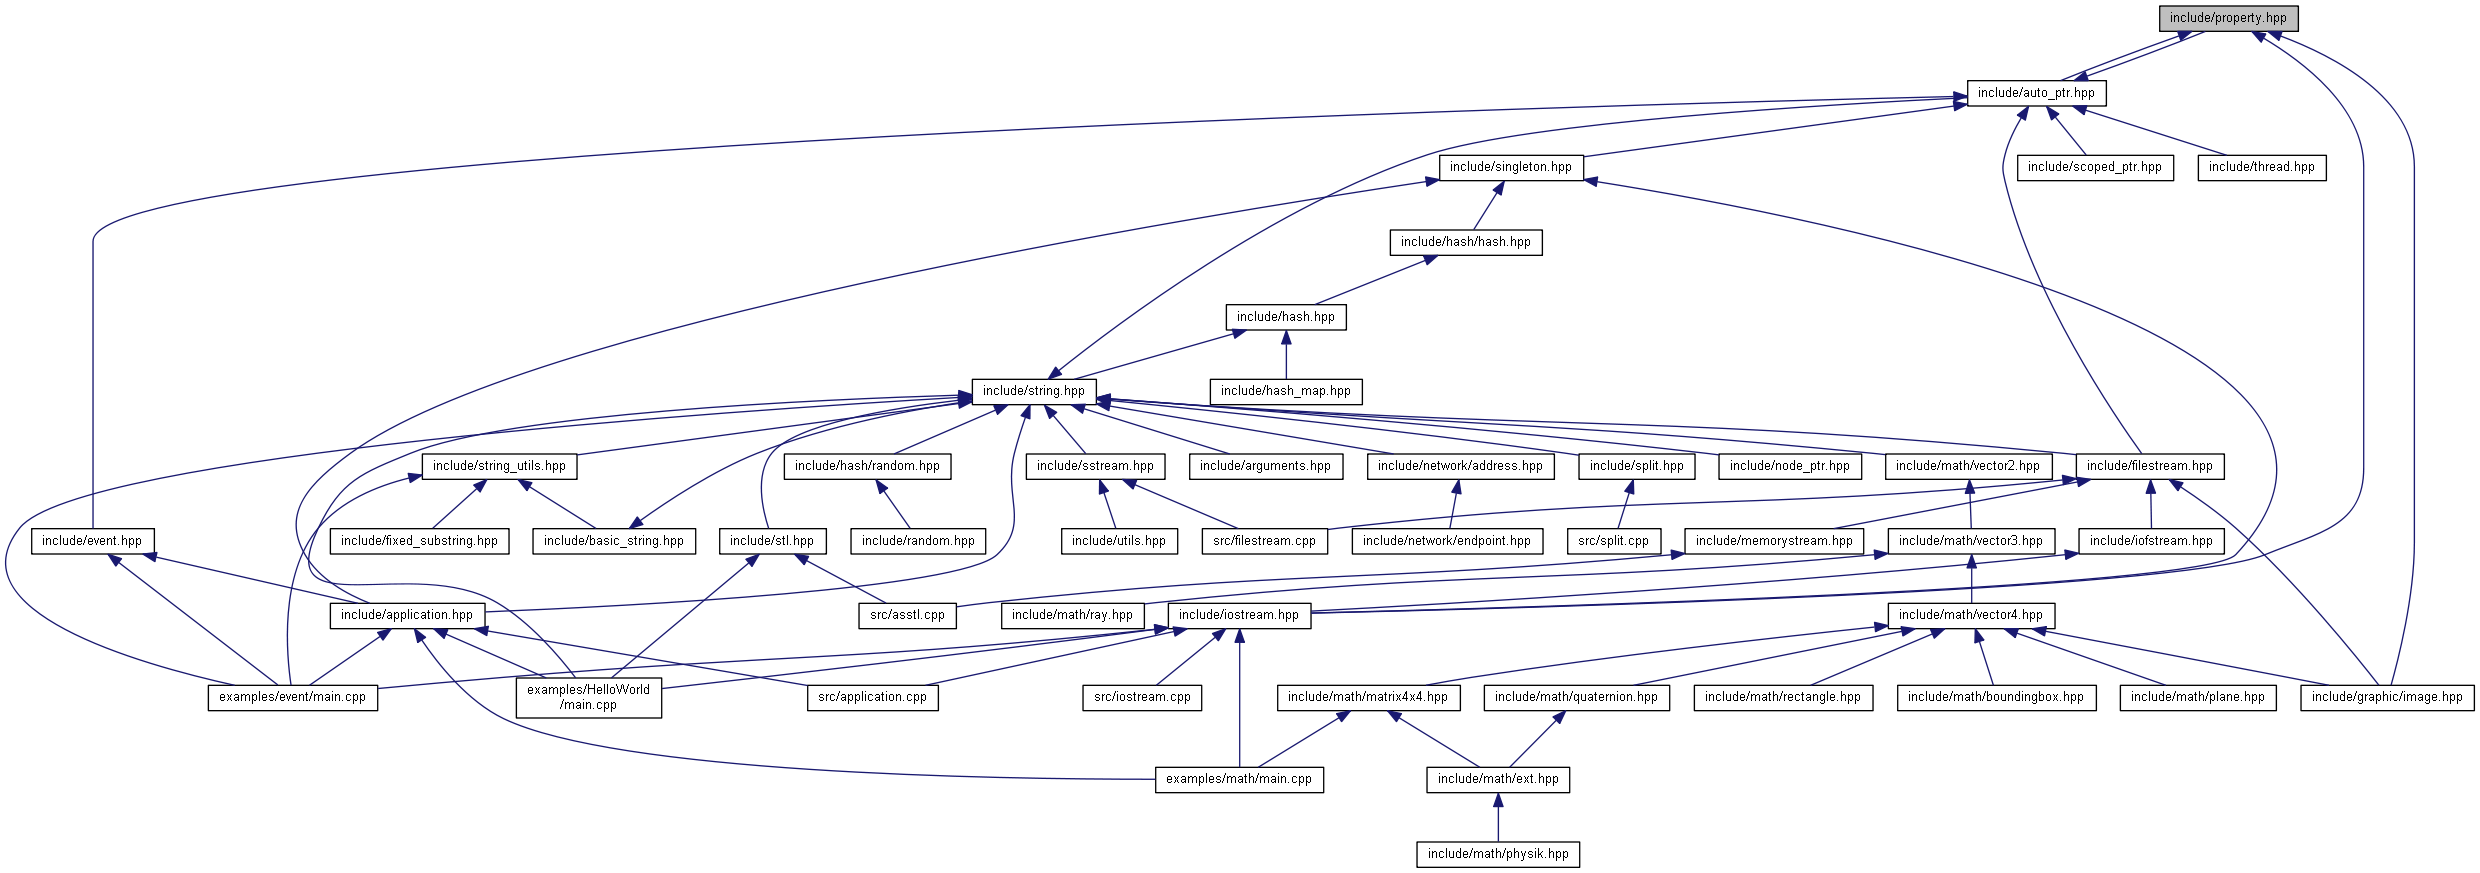 include/property.hpp
include/auto_ptr.hpp
include/singleton.hpp
include/scoped_ptr.hpp
include/thread.hpp
include/hash/hash.hpp
include/hash.hpp
include/string.hpp
include/hash_map.hpp
include/string_utils.hpp
include/hash/random.hpp
include/sstream.hpp
include/arguments.hpp
include/network/address.hpp
include/split.hpp
include/node_ptr.hpp
include/math/vector2.hpp
include/filestream.hpp
include/event.hpp
include/fixed_substring.hpp
include/basic_string.hpp
include/stl.hpp
include/random.hpp
include/utils.hpp
src/filestream.cpp
include/network/endpoint.hpp
src/split.cpp
include/memorystream.hpp
include/math/vector3.hpp
include/iofstream.hpp
include/application.hpp
src/asstl.cpp
include/math/ray.hpp
include/iostream.hpp
include/math/vector4.hpp
examples/event/main.cpp
examples/HelloWorld
/main.cpp
src/application.cpp
src/iostream.cpp
include/math/matrix4x4.hpp
include/math/quaternion.hpp
include/math/rectangle.hpp
include/math/boundingbox.hpp
include/math/plane.hpp
include/graphic/image.hpp
examples/math/main.cpp
include/math/ext.hpp
include/math/physik.hpp